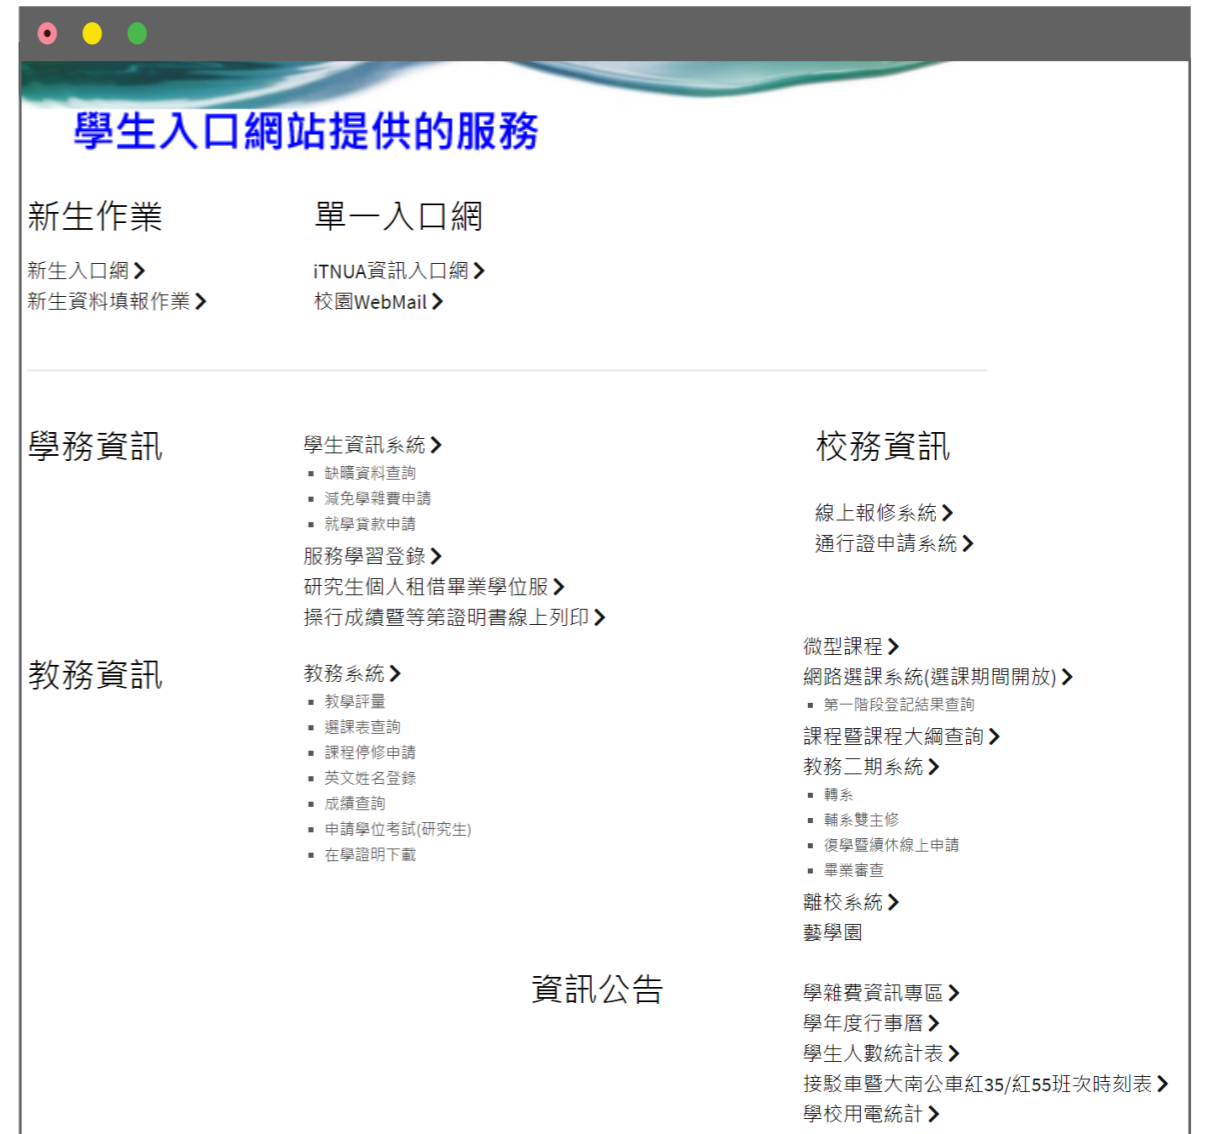 學生入口網站提供的服務
新生作業
新生入口網
新生資料填報作業
單一入口網
iTNUA資訊入口網
校園WebMail
學務資訊
學生資訊系統
缺曠資料查詢
減免學雜費申請
就學貸款申請
服務學習登錄
研究生個人租借畢業學位服
操行成績暨等第證明書線上列印
校務資訊
線上報修系統
通行證申請系統
教務資訊
教務系統
教學評量
選課表查詢
課程停修申請
英文姓名登錄
成績查詢
申請學位考試(研究生)
在學證明下載
微型課程
網路選課系統(選課期間開放)
第一階段登記結果查詢
課程暨課程大綱查詢
教務二期系統
轉系
輔系雙主修
復學暨續休線上申請
畢業審查
離校系統
藝學園
資訊公告
學雜費資訊專區
學年度行事曆
學生人數統計表
接駁車暨大南公車紅35/紅55班次時刻表
學校用電統計